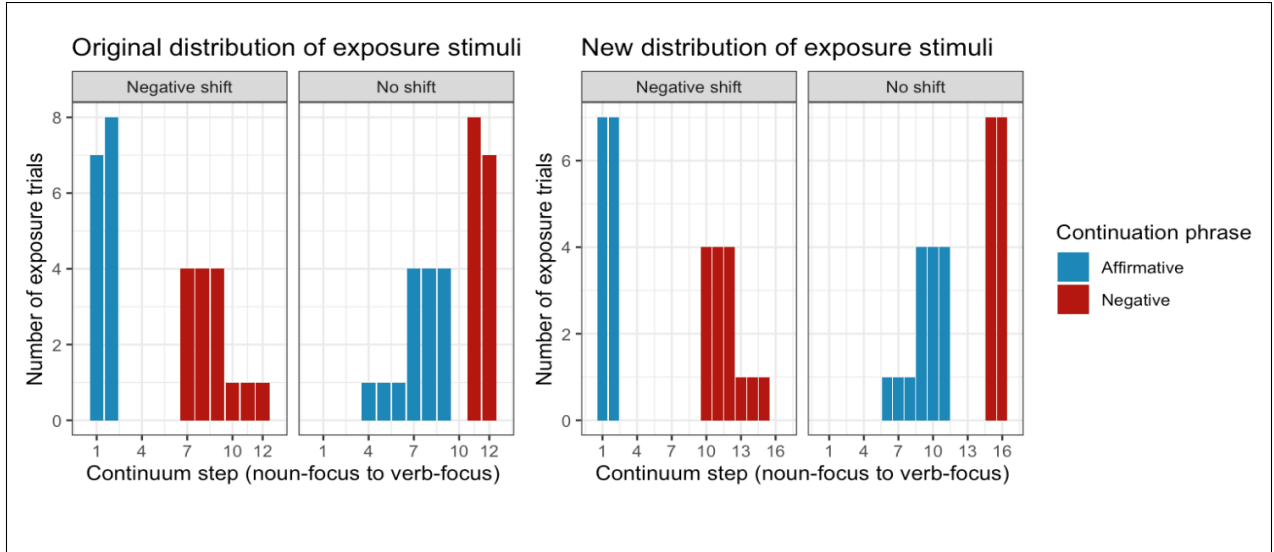 Original distribution of exposure stimuli
Negative shift
No shift
Number of exposure trials
8
6
4
2
0
1 4 7 10 12
1 4 7 10 12
Continuum step (noun-focus to verb-focus)
New distribution of exposure stimuli
Negative shift
No shift
Number of exposure trials
6
4
2
0
1 4 7 10 13 16
1 4 7 10 13 16
Continuum step (noun-focus to verb-focus)
Continuation phrase
Affirmative
Negative